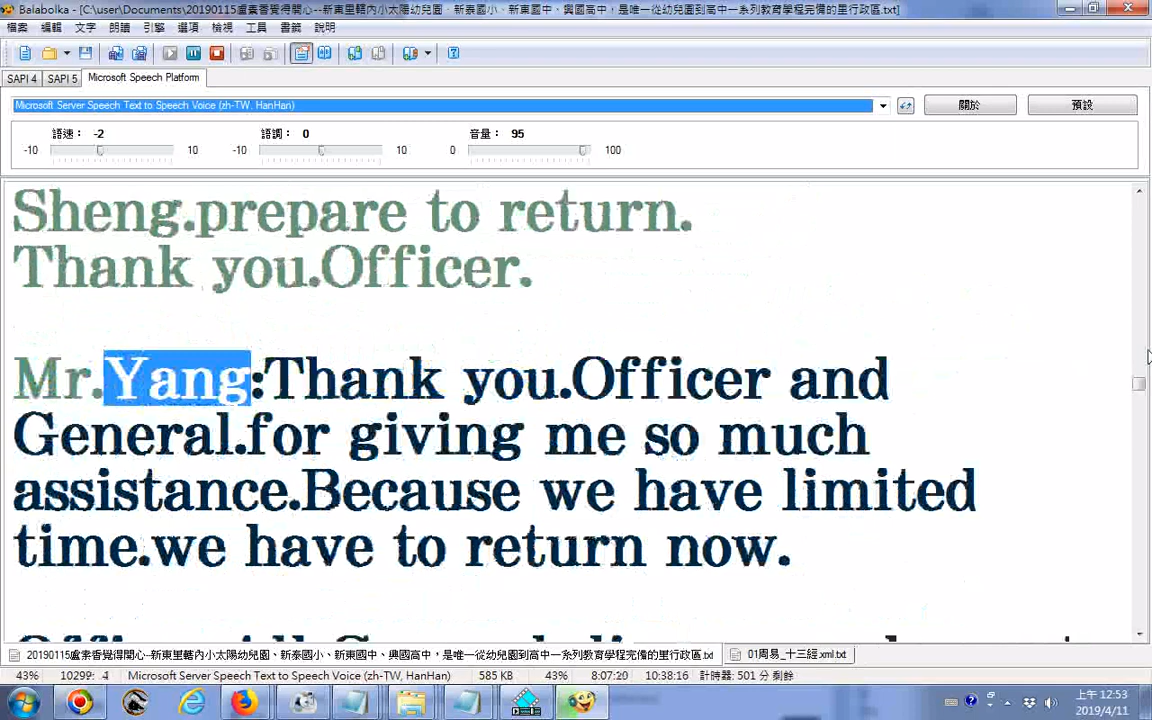 Balabolka - [C:\user\Documents\20190115盧素香覺得開心--新東里轄內小太陽幼兒園、新泰國小、新東國中、興國高中，是唯一從幼兒園到高中一系列教育學程完備的里行政區.txt]
檔案 編輯 文字 朗讀 引擎 選項 檢視 工具 書籤 說明
SAPI 4 SAPI 5 Microsoft Speech Platform
Microsoft Server Speech Text to Speech Voice (zh-TW, HanHan) 關於 預設
語速： -2 語調： 0 音量： 95
-10 10 -10 10 0 100
Sheng.prepare to return.
Thank you.Officer.
Mr.Yang:Thank you.Officer and
General.for giving me so much
assistance.Because we have limited
time.we have to return now.
20190115盧素香覺得開心--新東里轄內小太陽幼兒園、新泰國小、新東國中、興國高中，是唯一從幼兒園到高中一系列教育學程完備的里行政區.txt 01周易_十三經.xml.txt
43% 10299: 4 Microsoft Server Speech Text to Speech Voice (zh-TW, HanHan) 585 KB 43% 8:07:20 10:38:16 計時器: 501 分 剩餘
上午 12:53
2019/4/11